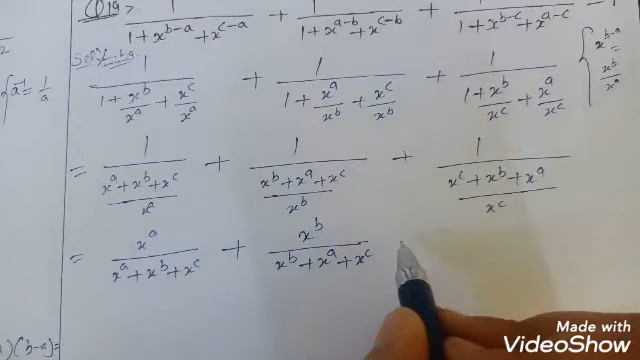 Q19> 1/(1+x^(b-a)+x^(c-a)) + 1/(1+x^(a-b)+x^(c-b)) + 1/(1+x^(b-c)+x^(a-c))
1/(1+x^b/x^a+x^c/x^a) + 1/(1+x^a/x^b+x^c/x^b) + 1/(1+x^b/x^c+x^a/x^c) { x^(b-a) = x^b/x^a
{ a^-1 = 1/a
= 1/((x^a+x^b+x^c)/x^a) + 1/((x^b+x^a+x^c)/x^b) + 1/((x^c+x^b+x^a)/x^c)
= x^a/(x^a+x^b+x^c) + x^b/(x^b+x^a+x^c)
)(b-a)=
Made with
VideoShow